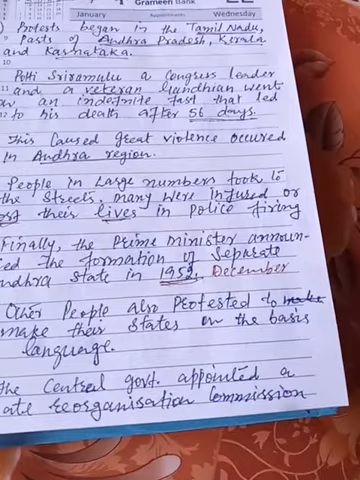 Grameen Bank
January Appointments Wednesday
) Protests began in the Tamil Nadu,
Parts of Andhra Pradesh, Kerala
and Karnataka.
10
Potti Sriramulu a Congress leader
11 and a veteran Gandhian went
on an indefinite fast that led
12 to his death after 56 days.
This Caused great violence occured
in Andhra region.
People in Large numbers took to
the streets, many were injured or
lost their lives in Police firing
Finally, the Prime Minister announ-
ced the formation of Separate
Andhra state in 1952. December
Other People also Protested to
make their states on the basis
language.
The Central govt. appointed a
ate reorganisation Commission